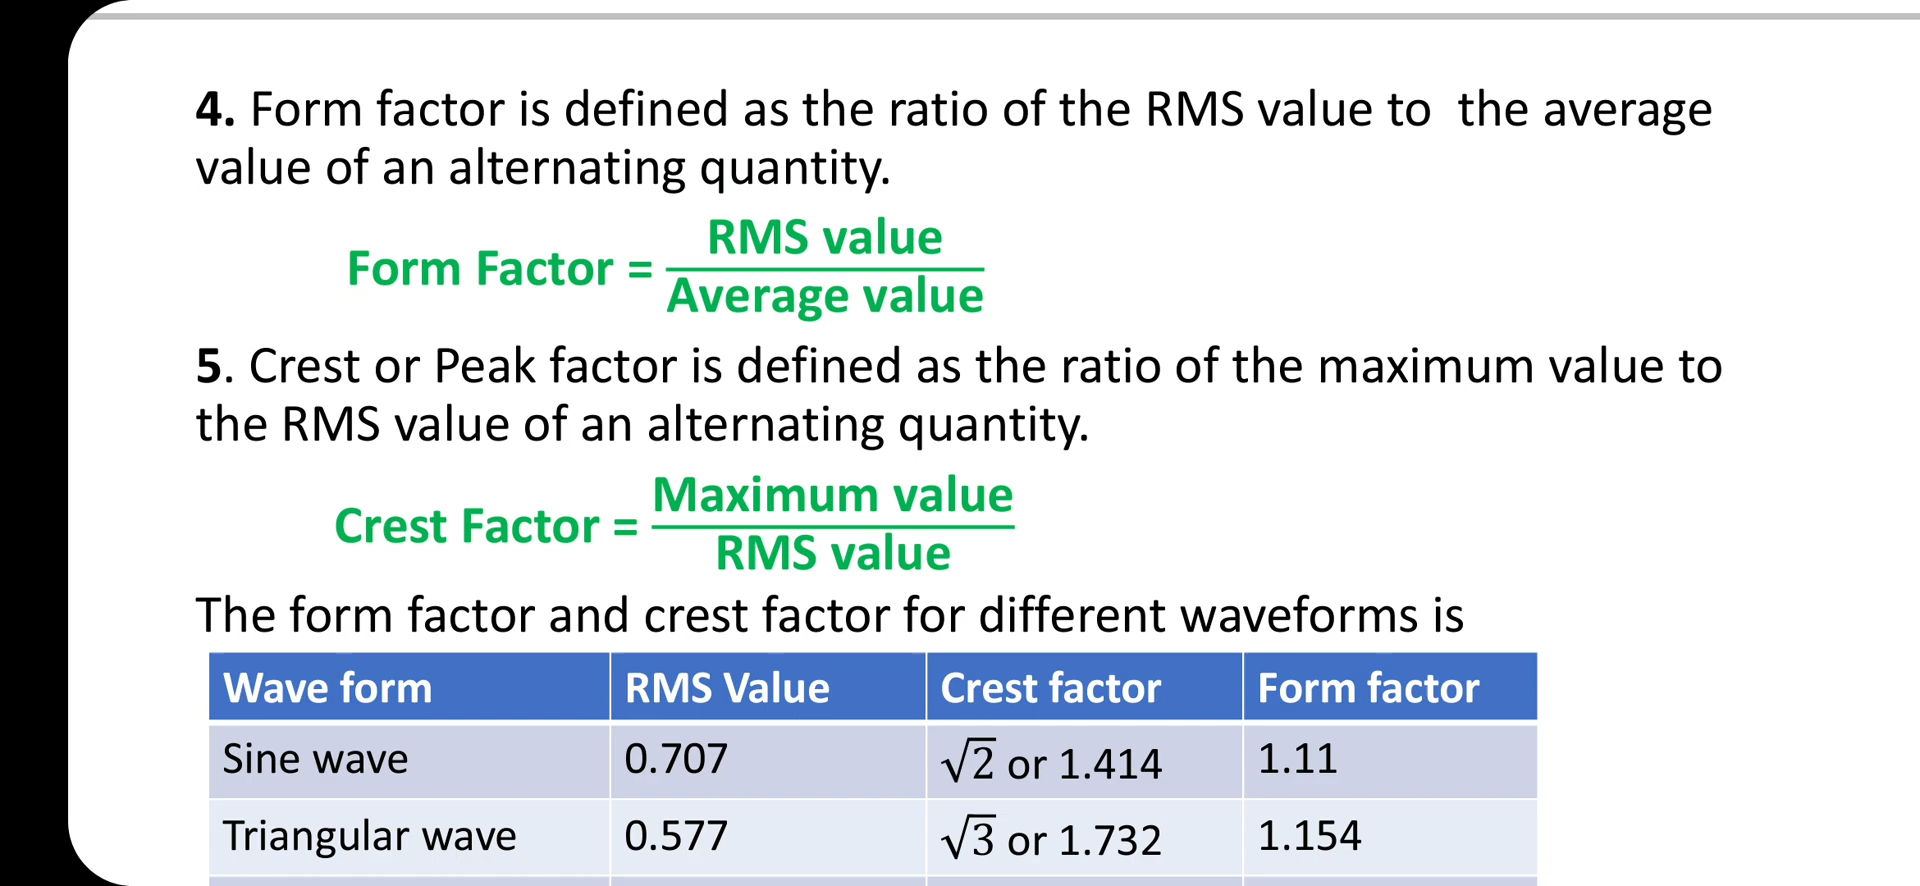 4. Form factor is defined as the ratio of the RMS value to the average
value of an alternating quantity.
Form Factor = RMS value / Average value
5. Crest or Peak factor is defined as the ratio of the maximum value to
the RMS value of an alternating quantity.
Crest Factor = Maximum value / RMS value
The form factor and crest factor for different waveforms is
Wave form RMS Value Crest factor Form factor
Sine wave 0.707 √2 or 1.414 1.11
Triangular wave 0.577 √3 or 1.732 1.154